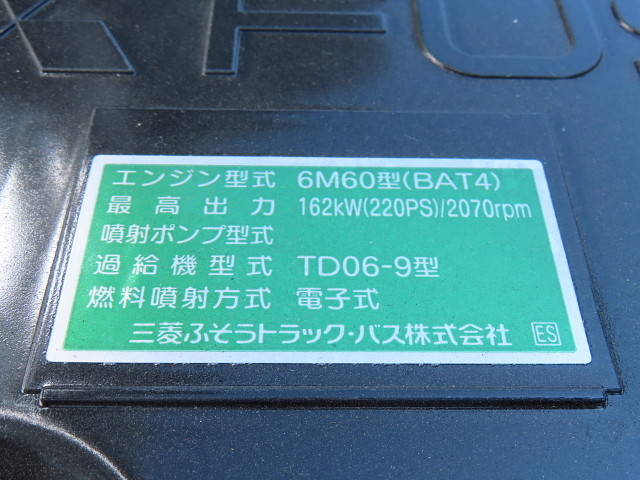 FUS
エンジン型式 6M60型(BAT4)
最高出力 162kW(220PS)/2070rpm
噴射ポンプ型式
過給機型式 TD06-9型
燃料噴射方式 電子式
三菱ふそうトラック・バス株式会社 ES